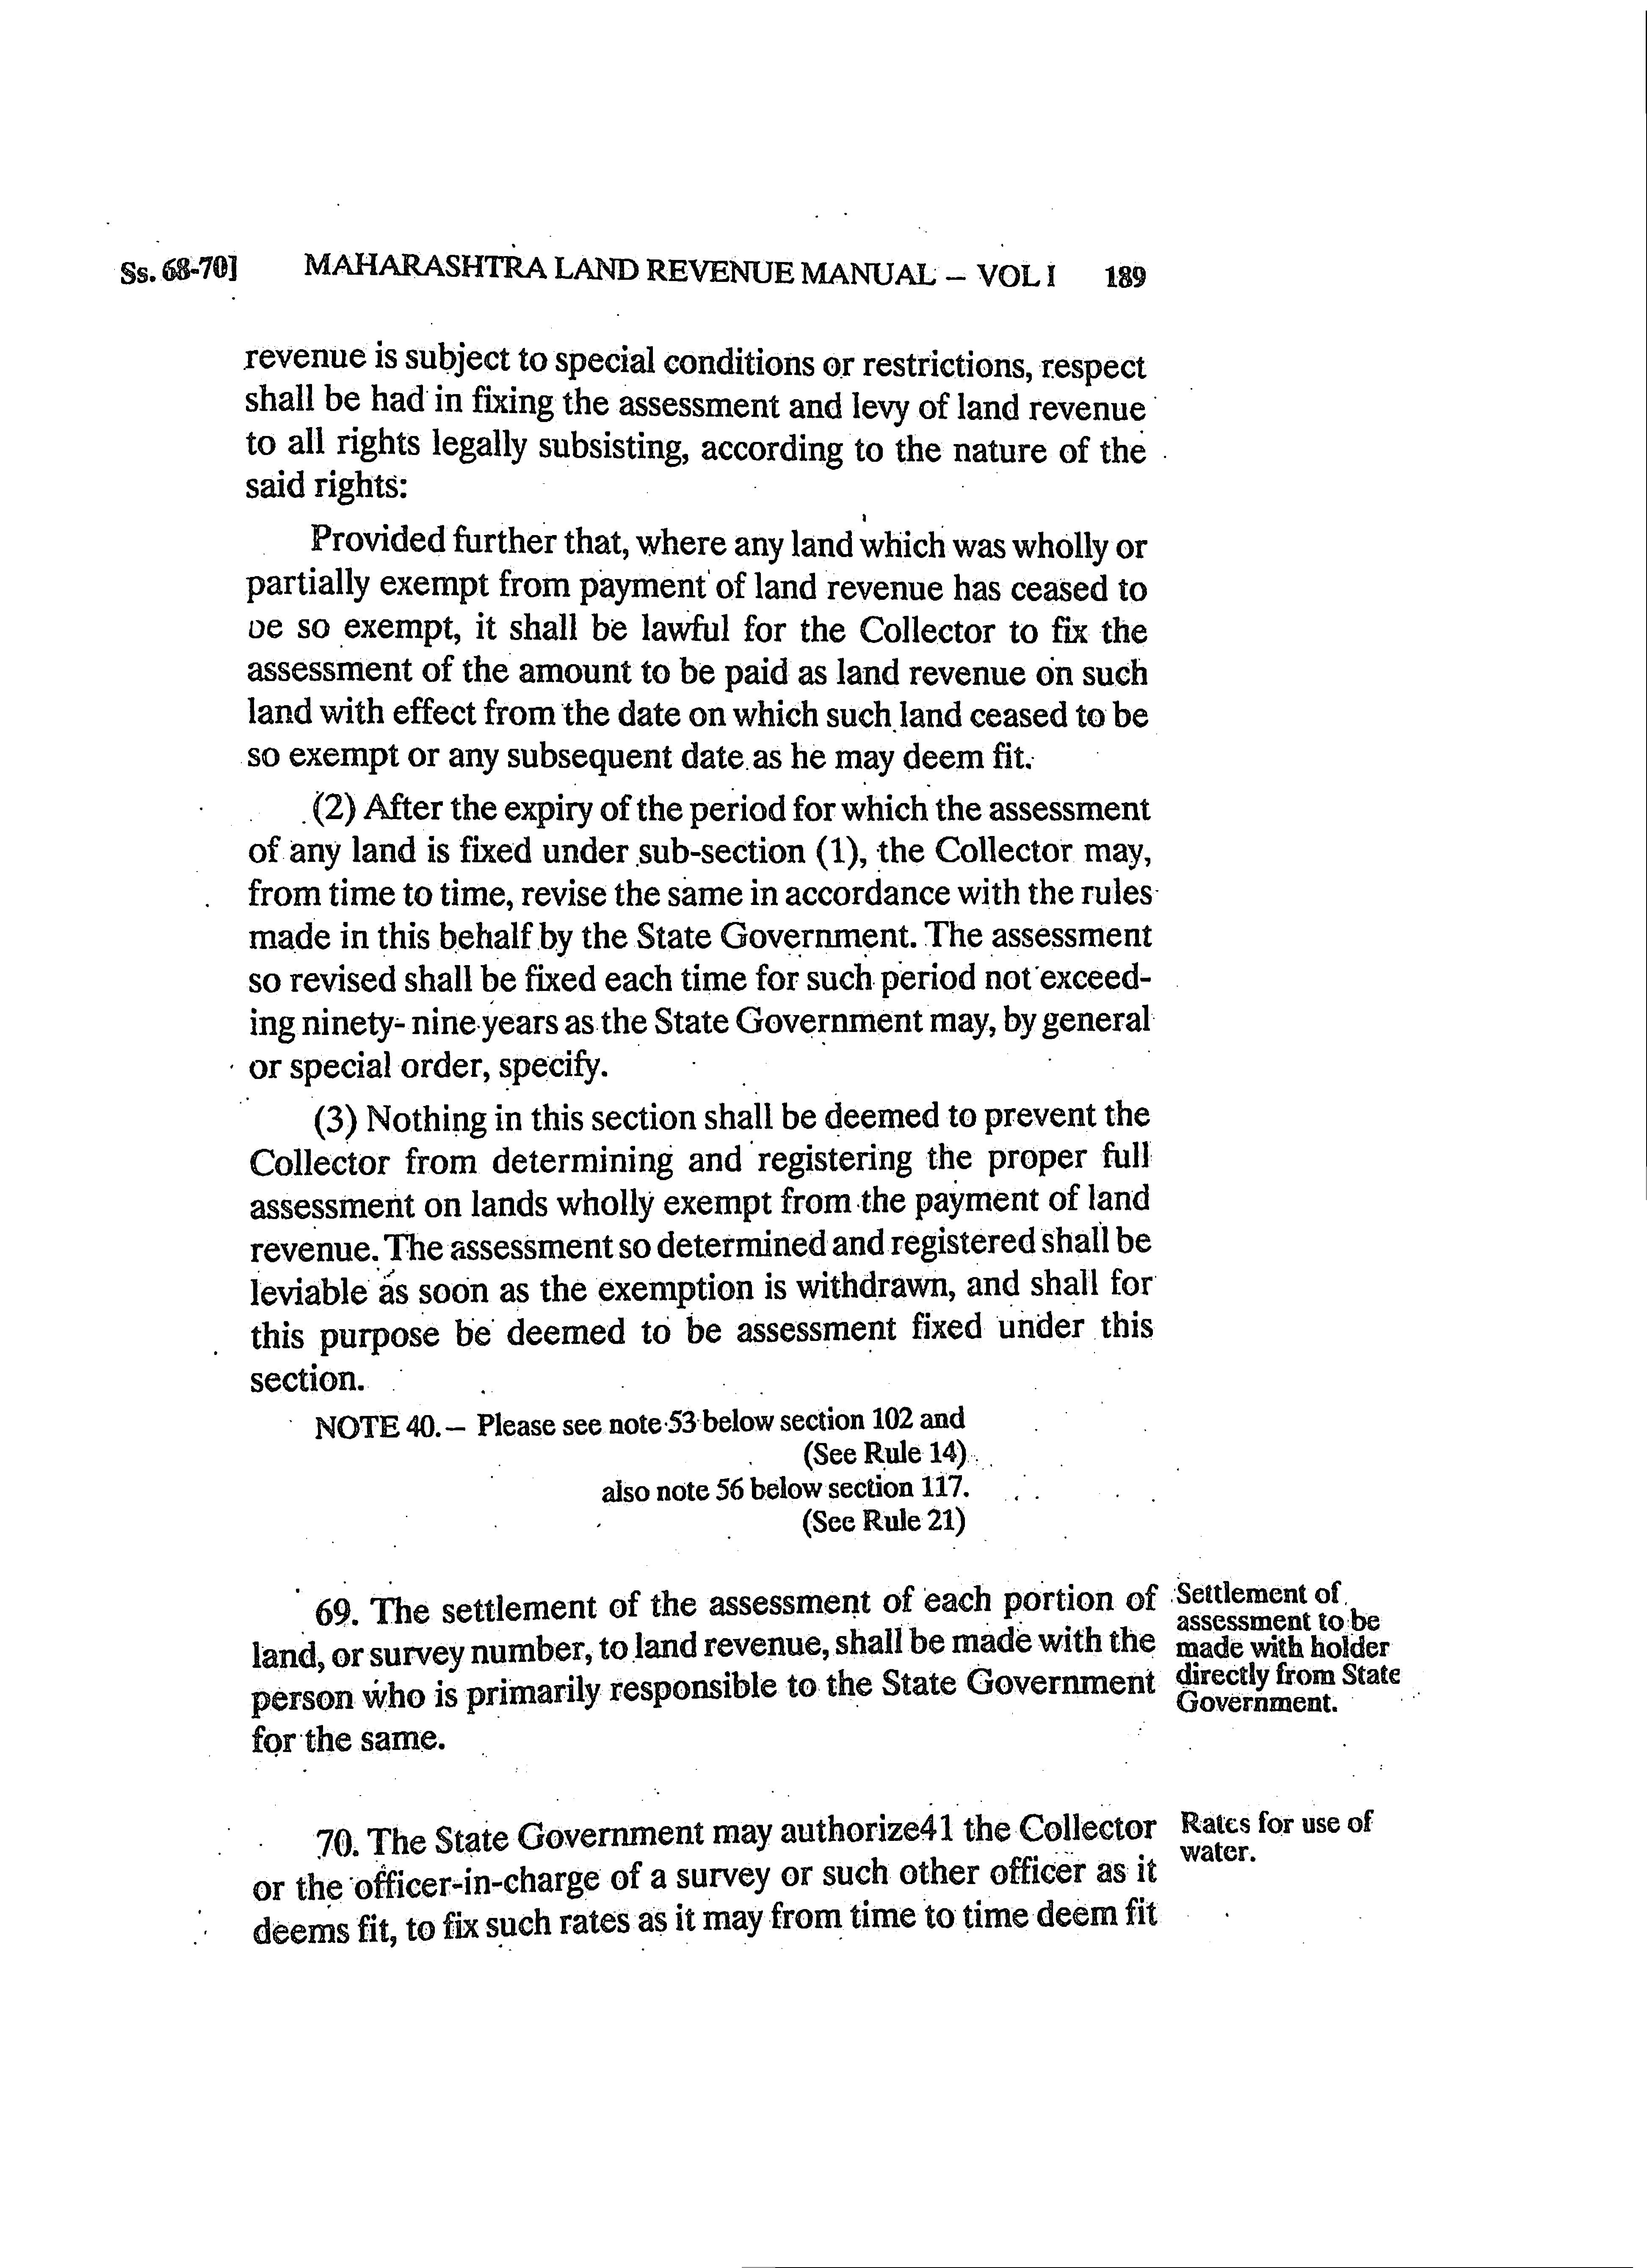 Ss. 68-70] MAHARASHTRA LAND REVENUE MANUAL – VOL I 189
revenue is subject to special conditions or restrictions, respect
shall be had in fixing the assessment and levy of land revenue
to all rights legally subsisting, according to the nature of the
said rights:
Provided further that, where any land which was wholly or
partially exempt from payment of land revenue has ceased to
be so exempt, it shall be lawful for the Collector to fix the
assessment of the amount to be paid as land revenue on such
land with effect from the date on which such land ceased to be
so exempt or any subsequent date as he may deem fit.
(2) After the expiry of the period for which the assessment
of any land is fixed under sub-section (1), the Collector may,
from time to time, revise the same in accordance with the rules
made in this behalf by the State Government. The assessment
so revised shall be fixed each time for such period not exceed-
ing ninety- nine years as the State Government may, by general
or special order, specify.
(3) Nothing in this section shall be deemed to prevent the
Collector from determining and registering the proper full
assessment on lands wholly exempt from the payment of land
revenue. The assessment so determined and registered shall be
leviable as soon as the exemption is withdrawn, and shall for
this purpose be deemed to be assessment fixed under this
section.
NOTE 40. – Please see note 53 below section 102 and
(See Rule 14)
also note 56 below section 117.
(See Rule 21)
69. The settlement of the assessment of each portion of
land, or survey number, to land revenue, shall be made with the
person who is primarily responsible to the State Government
for the same.
Settlement of
assessment to be
made with holder
directly from State
Government.
70. The State Government may authorize41 the Collector
or the officer-in-charge of a survey or such other officer as it
deems fit, to fix such rates as it may from time to time deem fit
Rates for use of
water.